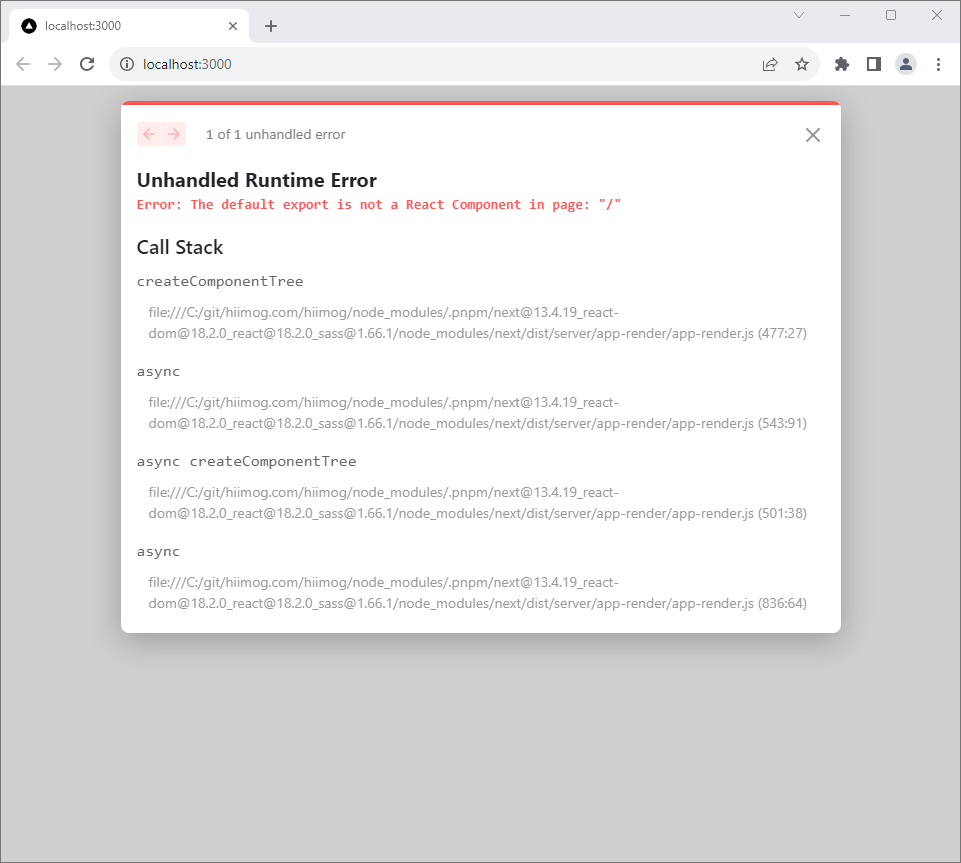 localhost:3000
localhost:3000
1 of 1 unhandled error
Unhandled Runtime Error
Error: The default export is not a React Component in page: "/"
Call Stack
createComponentTree
file:///C:/git/hiimog.com/hiimog/node_modules/.pnpm/next@13.4.19_react-
dom@18.2.0_react@18.2.0_sass@1.66.1/node_modules/next/dist/server/app-render/app-render.js (477:27)
async
file:///C:/git/hiimog.com/hiimog/node_modules/.pnpm/next@13.4.19_react-
dom@18.2.0_react@18.2.0_sass@1.66.1/node_modules/next/dist/server/app-render/app-render.js (543:91)
async createComponentTree
file:///C:/git/hiimog.com/hiimog/node_modules/.pnpm/next@13.4.19_react-
dom@18.2.0_react@18.2.0_sass@1.66.1/node_modules/next/dist/server/app-render/app-render.js (501:38)
async
file:///C:/git/hiimog.com/hiimog/node_modules/.pnpm/next@13.4.19_react-
dom@18.2.0_react@18.2.0_sass@1.66.1/node_modules/next/dist/server/app-render/app-render.js (836:64)